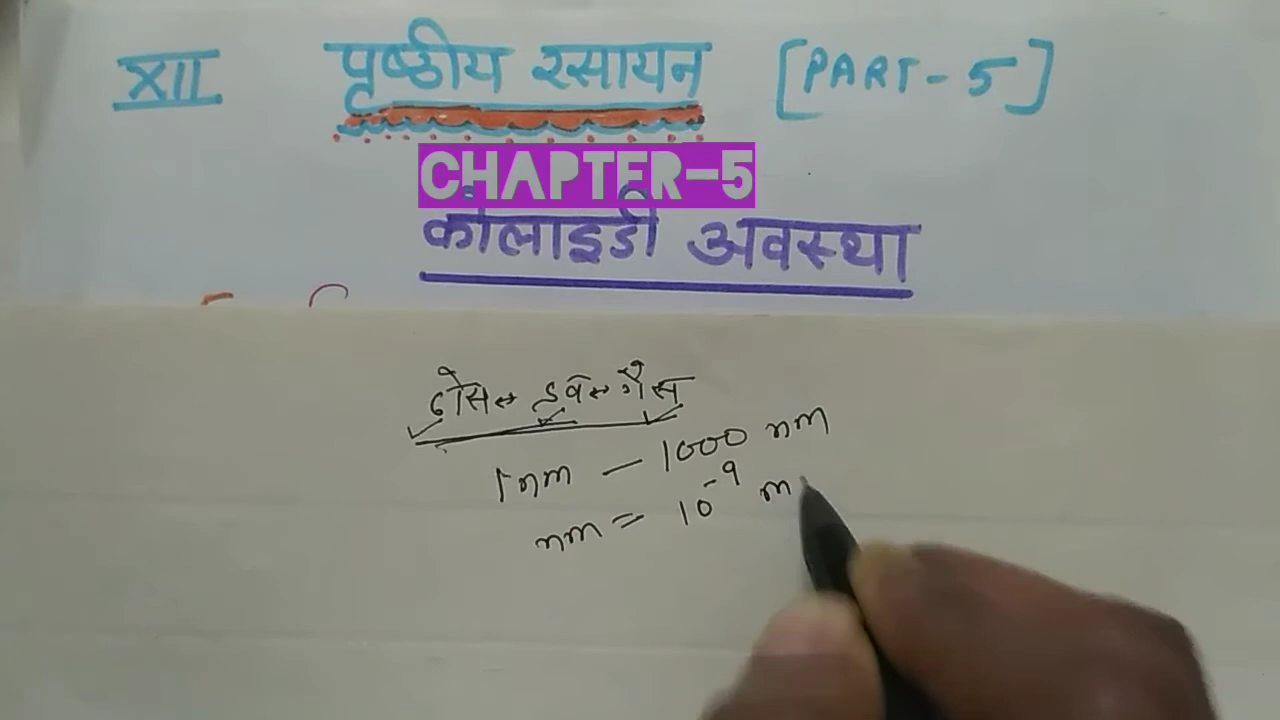 XII पृष्ठीय रसायन [PART-5]
CHAPTER-5
कोलाइडी अवस्था
ठोस द्रव गैस
1nm — 1000 nm
nm = 10⁻⁹ m